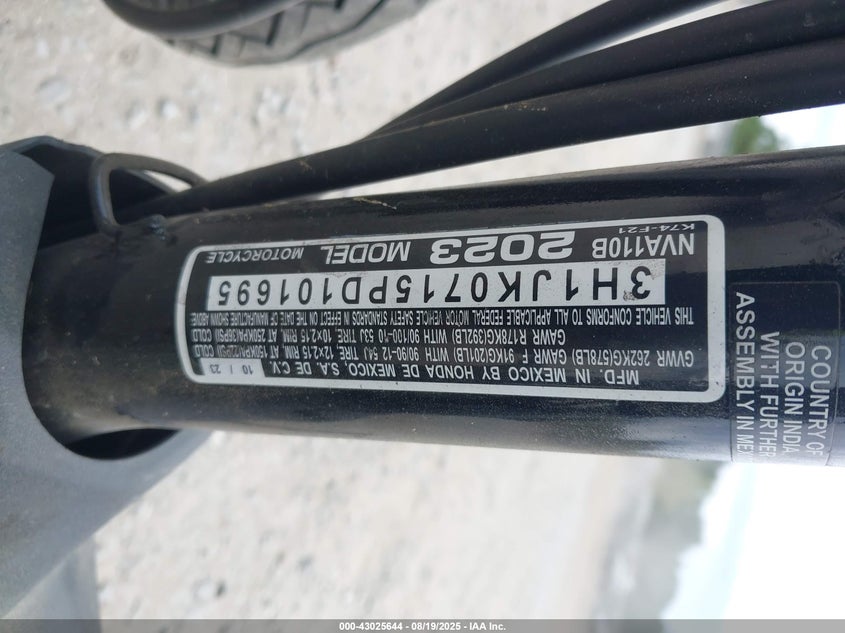 MFD. IN MEXICO BY HONDA DE MEXICO, S.A. DE C.V. 10 / 23
GVWR 262KG(578LB) GAWR F 91KG(201LB) WITH 90/90-12 54J TIRE, 12×2.15 RIM, AT 150KPA(22PSI) COLD
GAWR R 178KG(392LB) WITH 90/100-10 53J TIRE, 10×2.15 RIM, AT 250KPA(36PSI) COLD
THIS VEHICLE CONFORMS TO ALL APPLICABLE FEDERAL MOTOR VEHICLE SAFETY STANDARDS IN EFFECT ON THE DATE OF MANUFACTURE SHOWN ABOVE.
3H1JK0715PD101695
NVA110B 2023 MODEL MOTORCYCLE
K74-F21
COUNTRY OF
ORIGIN INDIA
WITH FURTHER
ASSEMBLY IN
000-43025644 - 08/19/2025 - IAA Inc.